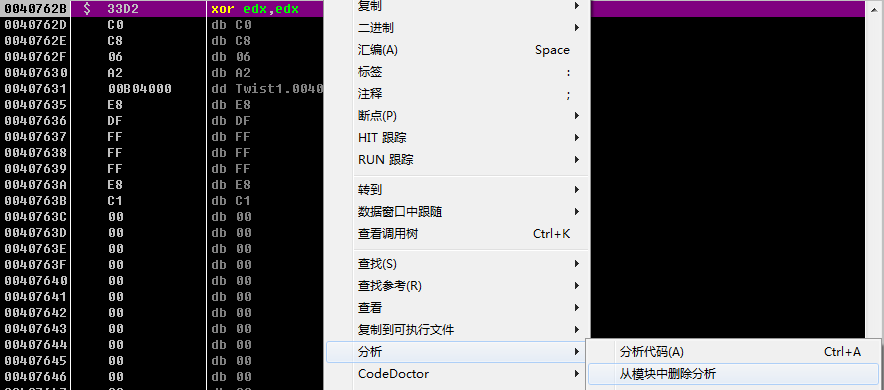 0040762B $ 33D2 xor edx,edx
0040762D C0 db C0
0040762E C8 db C8
0040762F 06 db 06
00407630 A2 db A2
00407631 00B04000 dd Twist1.0040
00407635 E8 db E8
00407636 DF db DF
00407637 FF db FF
00407638 FF db FF
00407639 FF db FF
0040763A E8 db E8
0040763B C1 db C1
0040763C 00 db 00
0040763D 00 db 00
0040763E 00 db 00
0040763F 00 db 00
00407640 00 db 00
00407641 00 db 00
00407642 00 db 00
00407643 00 db 00
00407644 00 db 00
00407645 00 db 00
00407646 00 db 00
复制
二进制
汇编(A) Space
标签 :
注释 ;
断点(P)
HIT 跟踪
RUN 跟踪
转到
数据窗口中跟随
查看调用树 Ctrl+K
查找(S)
查找参考(R)
查看
复制到可执行文件
分析
CodeDoctor
分析代码(A) Ctrl+A
从模块中删除分析